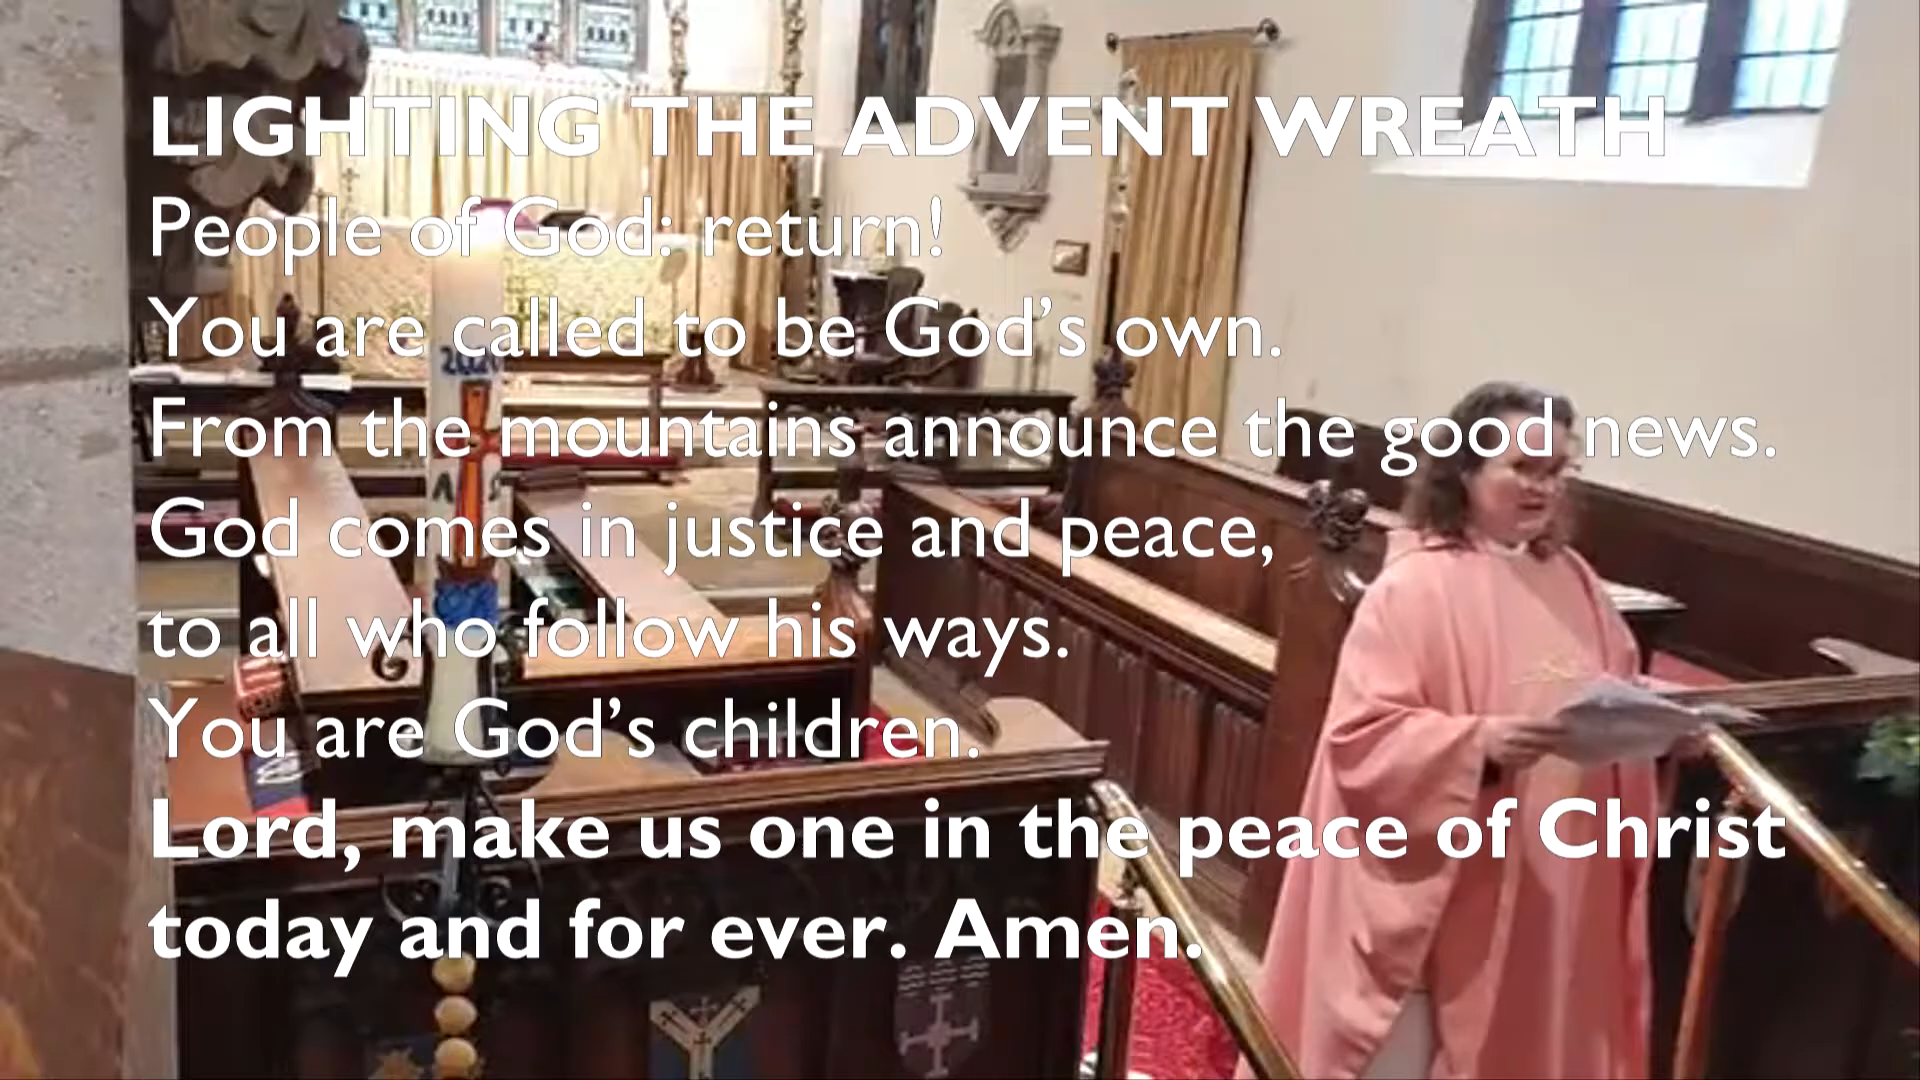 LIGHTING THE ADVENT WREATH
People of God: return!
You are called to be God's own.
From the mountains announce the good news.
God comes in justice and peace,
to all who follow his ways.
You are God's children.
Lord, make us one in the peace of Christ
today and for ever. Amen.